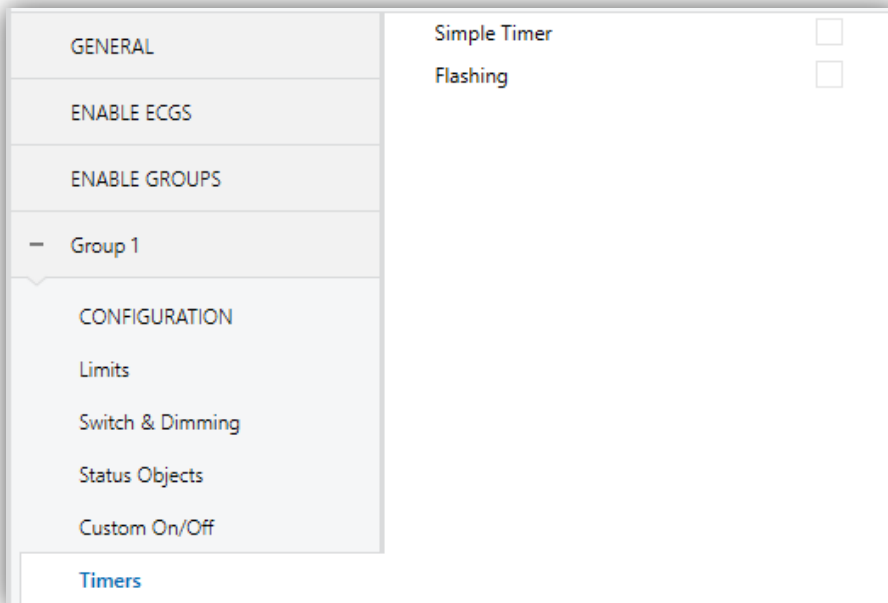 GENERAL
ENABLE ECGS
ENABLE GROUPS
Group 1
CONFIGURATION
Limits
Switch & Dimming
Status Objects
Custom On/Off
Timers
Simple Timer
Flashing